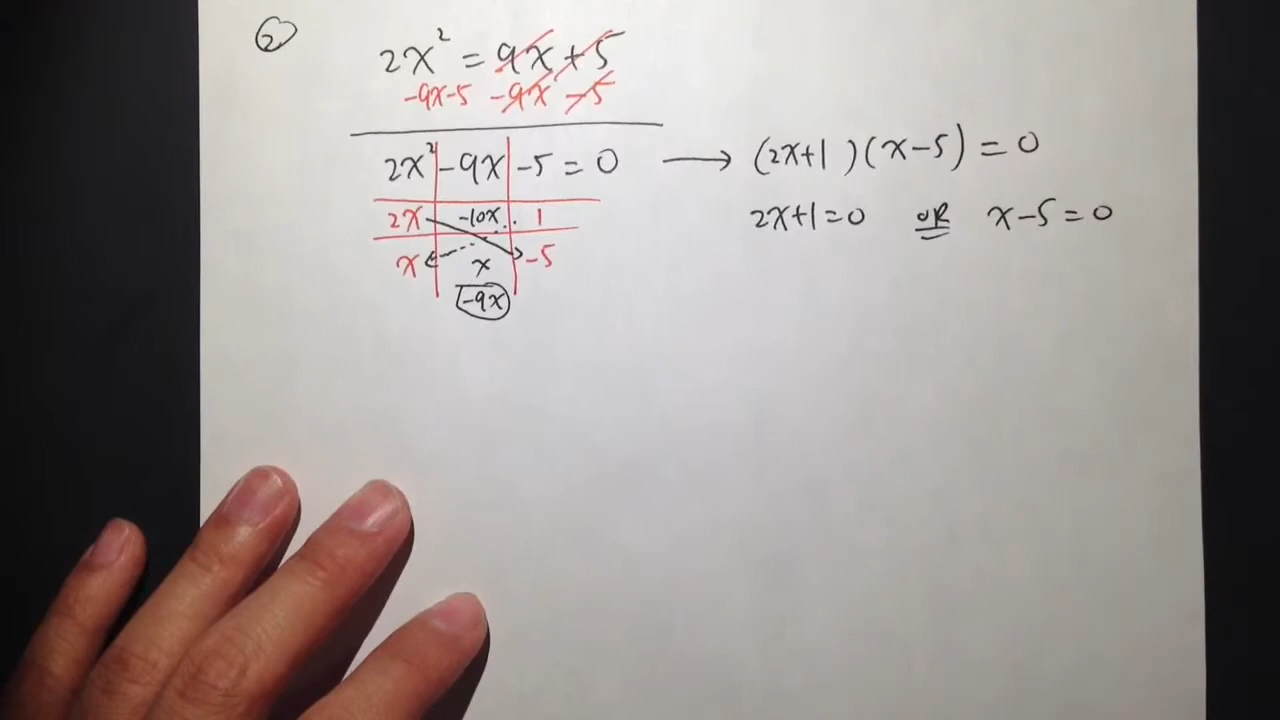 ②
2x² = 9x + 5
-9x-5 -9x -5
2x² -9x -5 = 0 → (2x+1)(x-5) = 0
2x -10x 1
x x -5
-9x
2x+1=0 OR x-5=0